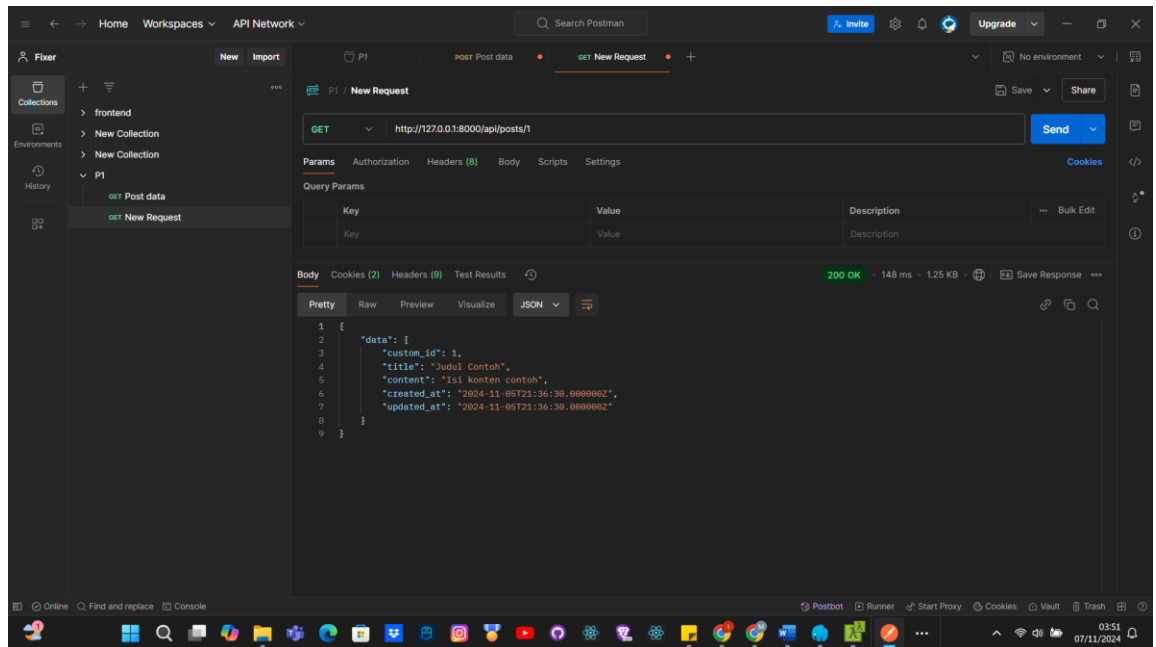 Home Workspaces API Network Search Postman Invite Upgrade
Fixer New Import P1 POST Post data GET New Request No environment
Collections
Environments
History
frontend
New Collection
New Collection
P1
GET Post data
GET New Request
HTTP P1 / New Request Save Share
GET http://127.0.0.1:8000/api/posts/1 Send
Params Authorization Headers (8) Body Scripts Settings Cookies
Query Params
Key Value Description Bulk Edit
Key Value Description
Body Cookies (2) Headers (9) Test Results 200 OK 148 ms 1.25 KB Save Response
Pretty Raw Preview Visualize JSON
1 {
2 "data": {
3 "custom_id": 1,
4 "title": "Judul Contoh",
5 "content": "Isi konten contoh",
6 "created_at": "2024-11-05T21:36:30.000000Z",
7 "updated_at": "2024-11-05T21:36:30.000000Z"
8 }
9 }
Online Find and replace Console Postbot Runner Start Proxy Cookies Vault Trash
1
03:51
07/11/2024